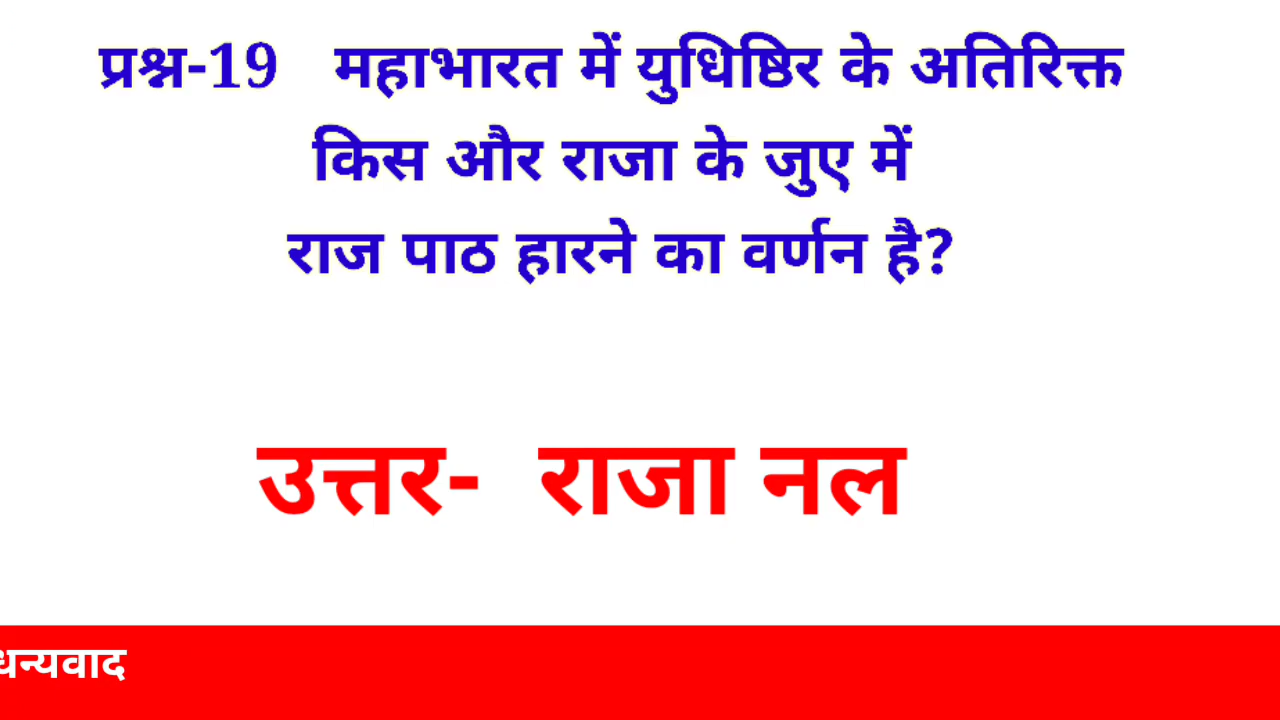 प्रश्न-19 महाभारत में युधिष्ठिर के अतिरिक्त
किस और राजा के जुए में
राज पाठ हारने का वर्णन है?
उत्तर- राजा नल
धन्यवाद